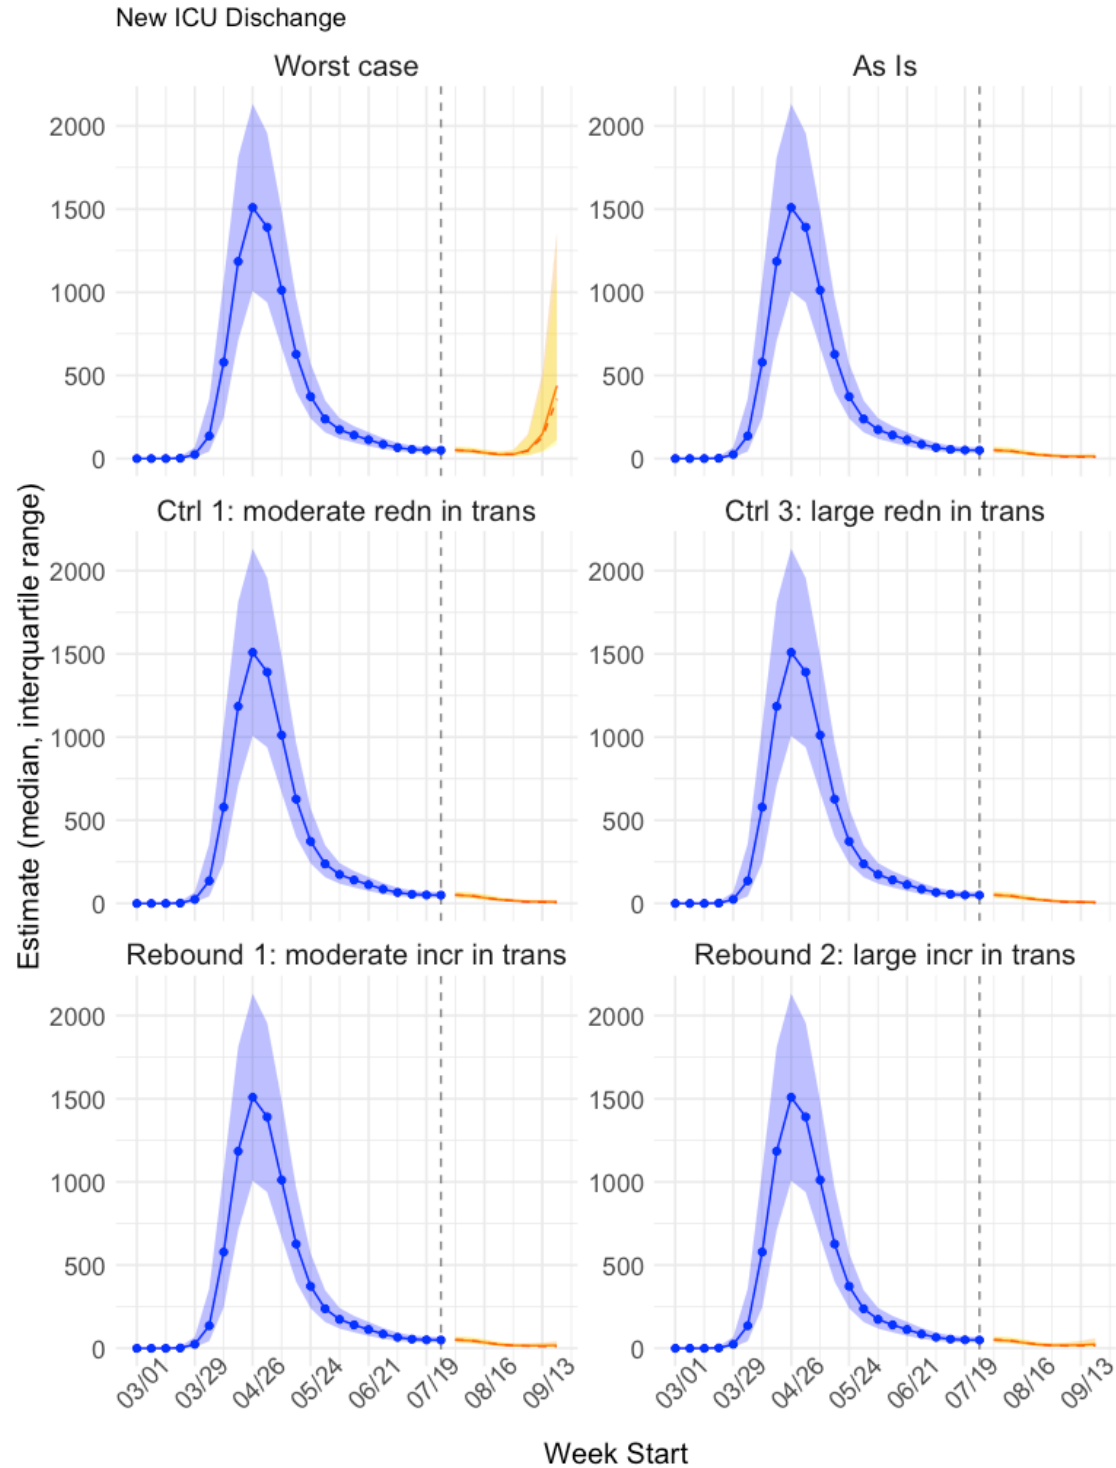 New ICU Dischange
Worst case
As Is
2000
1500
1000
500
0
2000
1500
1000
500
0
Ctrl 1: moderate redn in trans
Ctrl 3: large redn in trans
2000
1500
1000
500
0
2000
1500
1000
500
0
Rebound 1: moderate incr in trans
Rebound 2: large incr in trans
2000
1500
1000
500
0
2000
1500
1000
500
0
Estimate (median, interquartile range)
03/01 03/29 04/26 05/24 06/21 07/19 08/16 09/13
03/01 03/29 04/26 05/24 06/21 07/19 08/16 09/13
Week Start